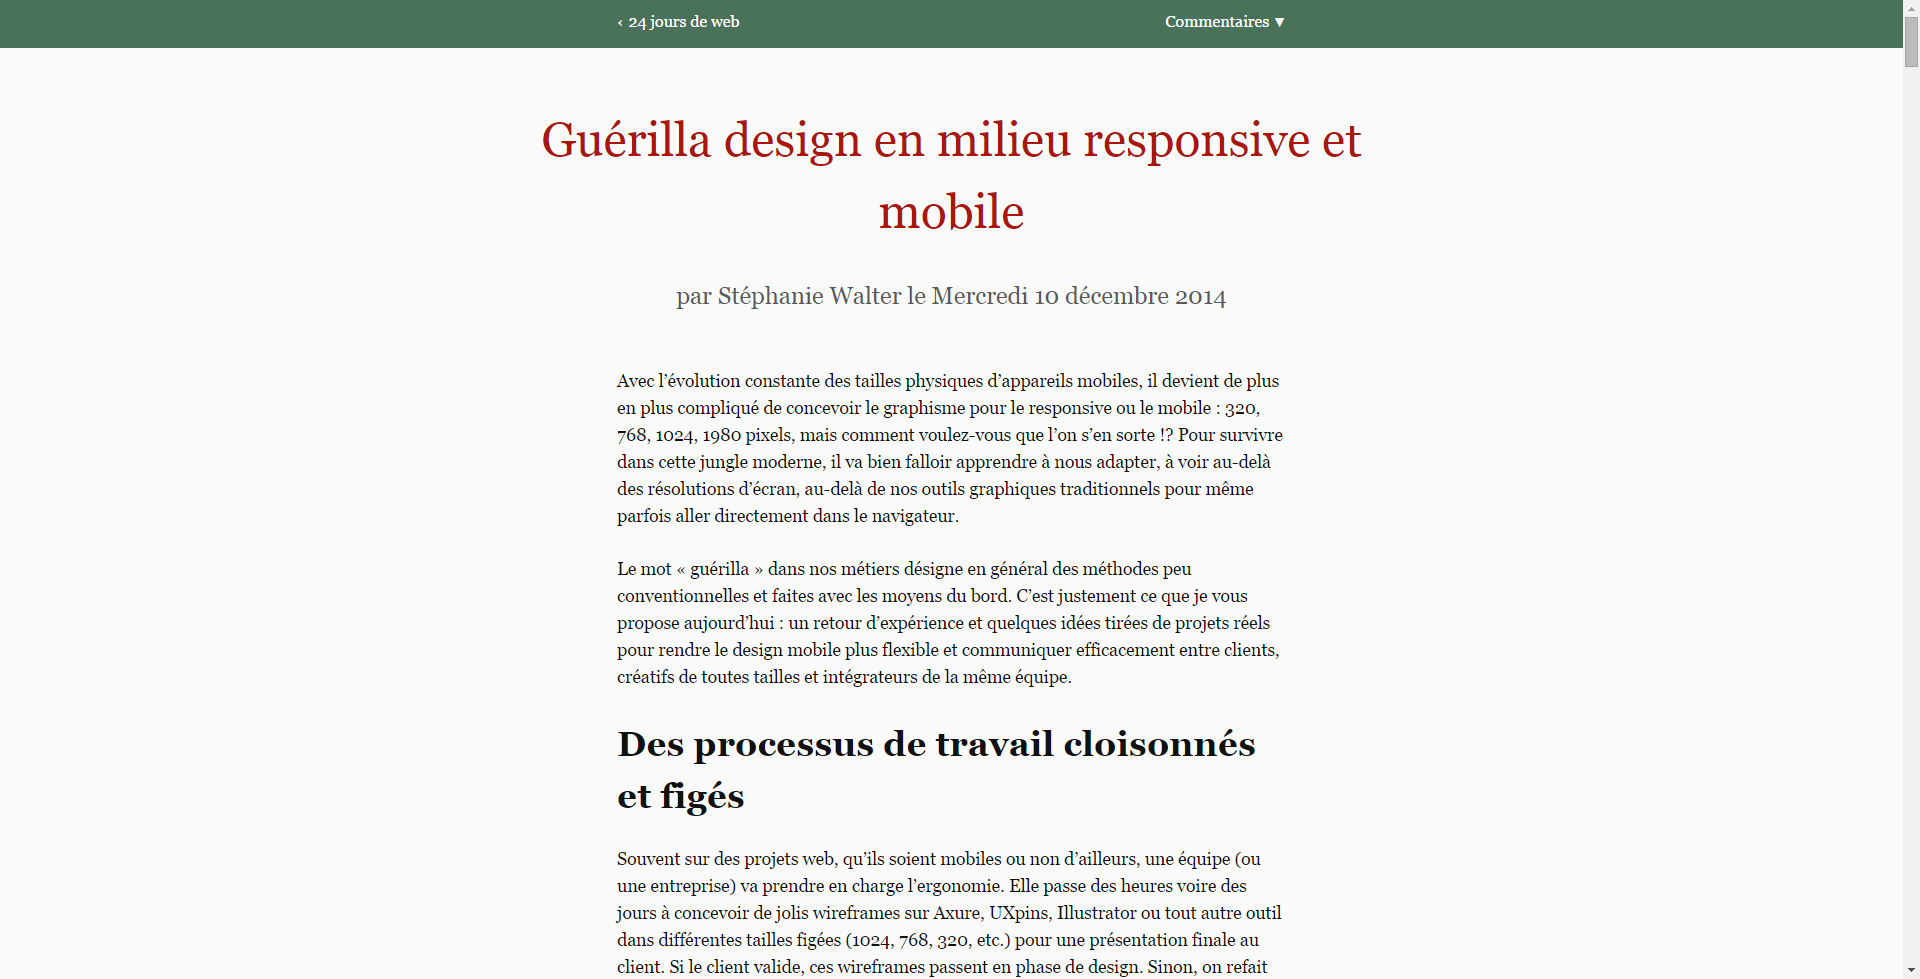 ‹ 24 jours de web
Commentaires ▼
Guérilla design en milieu responsive et
mobile
par Stéphanie Walter le Mercredi 10 décembre 2014
Avec l’évolution constante des tailles physiques d’appareils mobiles, il devient de plus
en plus compliqué de concevoir le graphisme pour le responsive ou le mobile : 320,
768, 1024, 1980 pixels, mais comment voulez-vous que l’on s’en sorte !? Pour survivre
dans cette jungle moderne, il va bien falloir apprendre à nous adapter, à voir au-delà
des résolutions d’écran, au-delà de nos outils graphiques traditionnels pour même
parfois aller directement dans le navigateur.
Le mot « guérilla » dans nos métiers désigne en général des méthodes peu
conventionnelles et faites avec les moyens du bord. C’est justement ce que je vous
propose aujourd’hui : un retour d’expérience et quelques idées tirées de projets réels
pour rendre le design mobile plus flexible et communiquer efficacement entre clients,
créatifs de toutes tailles et intégrateurs de la même équipe.
Des processus de travail cloisonnés
et figés
Souvent sur des projets web, qu’ils soient mobiles ou non d’ailleurs, une équipe (ou
une entreprise) va prendre en charge l’ergonomie. Elle passe des heures voire des
jours à concevoir de jolis wireframes sur Axure, UXpins, Illustrator ou tout autre outil
dans différentes tailles figées (1024, 768, 320, etc.) pour une présentation finale au
client. Si le client valide, ces wireframes passent en phase de design. Sinon, on refait